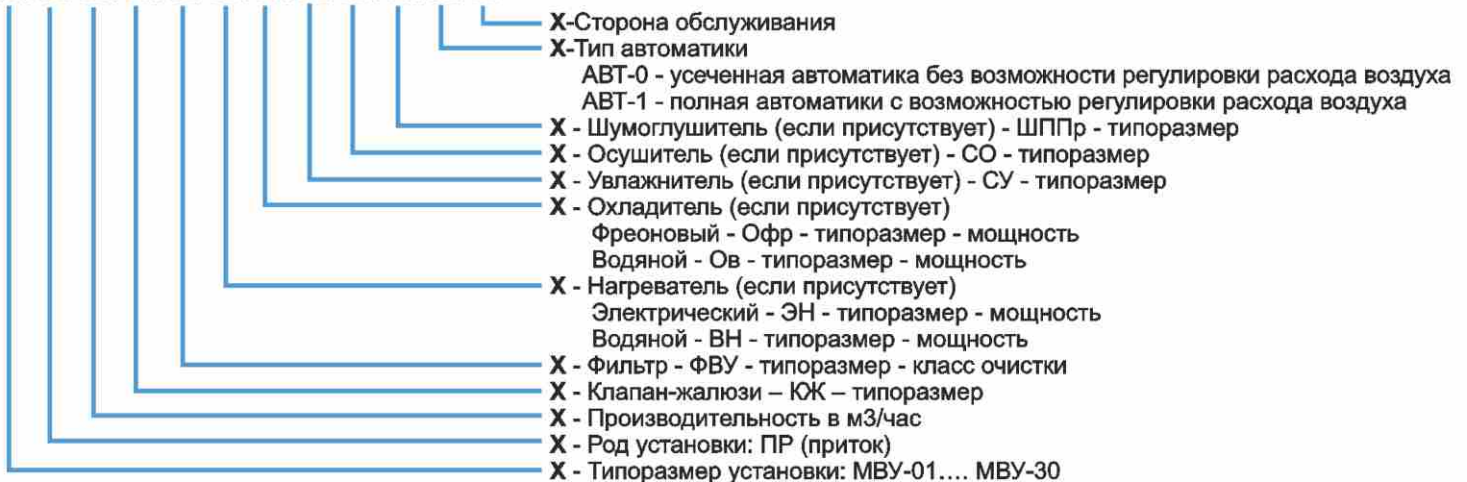 X-Сторона обслуживания
X-Тип автоматики
АВТ-0 - усеченная автоматика без возможности регулировки расхода воздуха
АВТ-1 - полная автоматики с возможностью регулировки расхода воздуха
X - Шумоглушитель (если присутствует) - ШППр - типоразмер
X - Осушитель (если присутствует) - СО - типоразмер
X - Увлажнитель (если присутствует) - СУ - типоразмер
X - Охладитель (если присутствует)
Фреоновый - Офр - типоразмер - мощность
Водяной - Ов - типоразмер - мощность
X - Нагреватель (если присутствует)
Электрический - ЭН - типоразмер - мощность
Водяной - ВН - типоразмер - мощность
X - Фильтр - ФВУ - типоразмер - класс очистки
X - Клапан-жалюзи – КЖ – типоразмер
X - Производительность в м3/час
X - Род установки: ПР (приток)
X - Типоразмер установки: МВУ-01…. МВУ-30